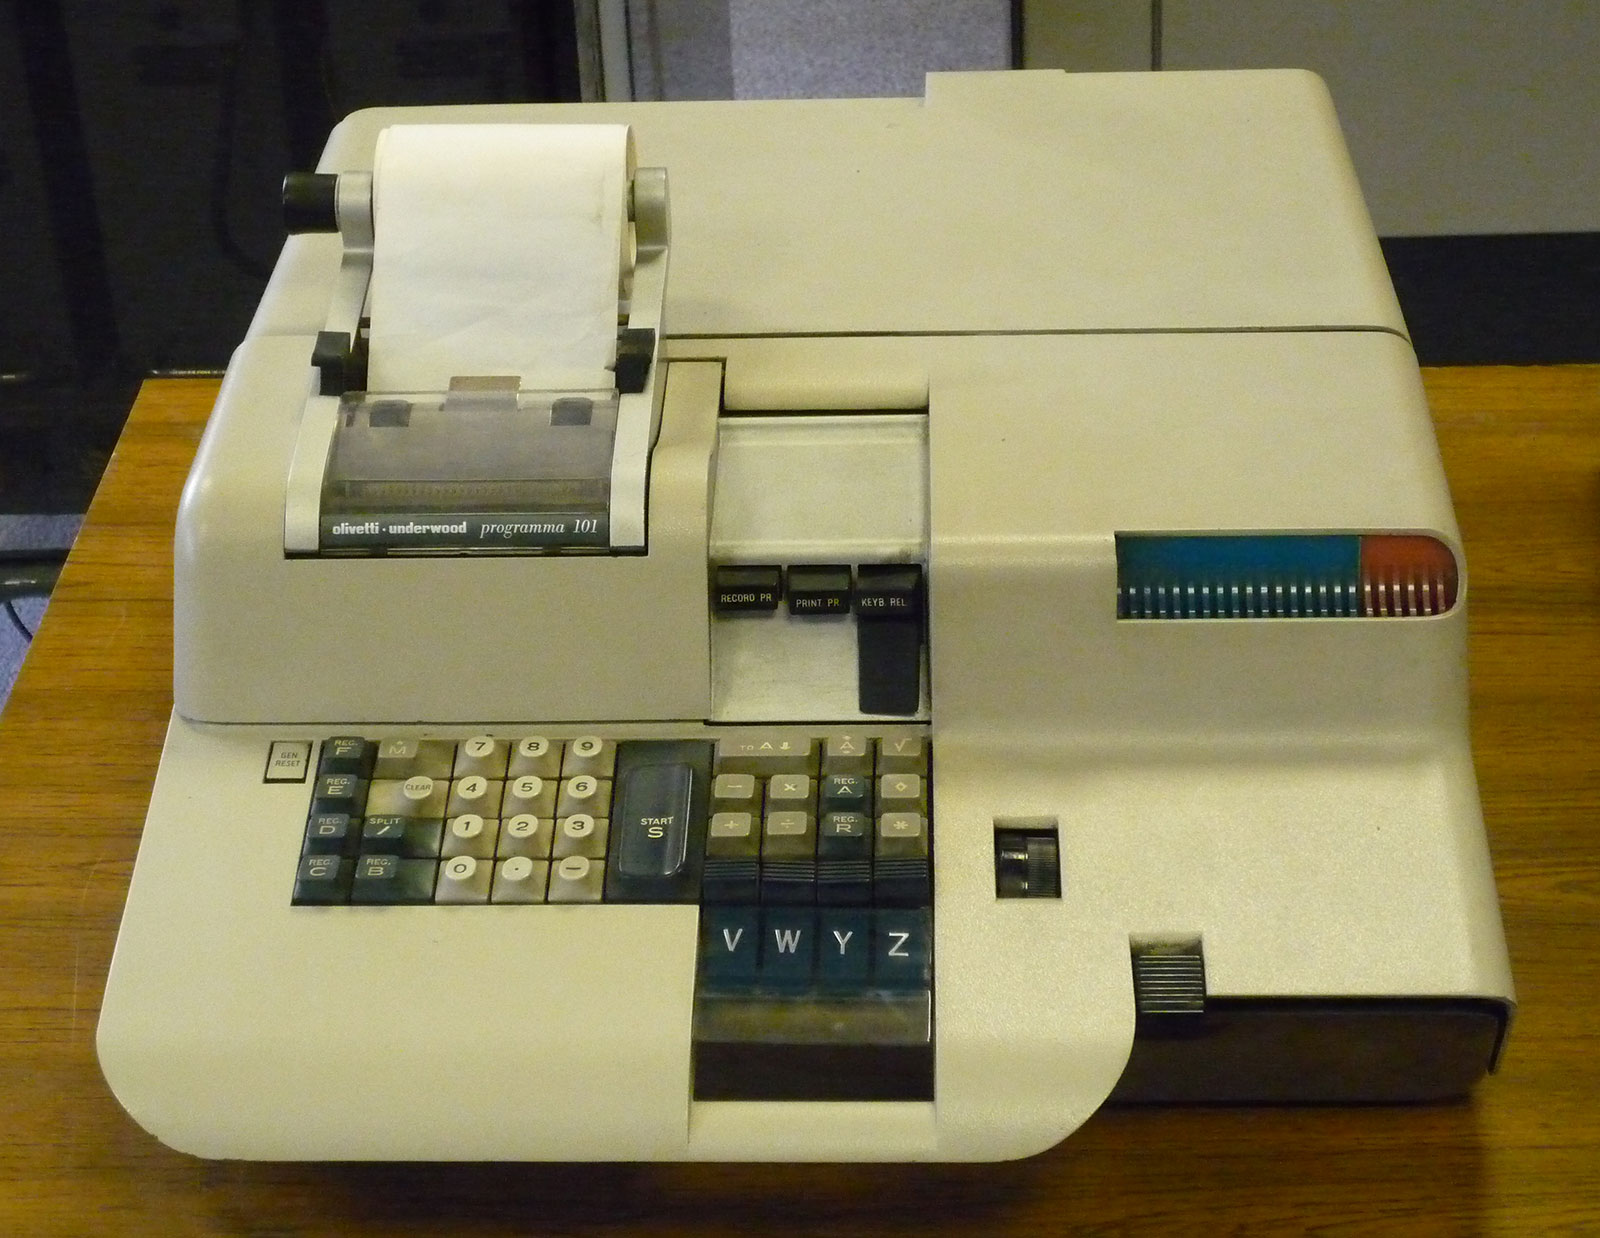 olivetti · underwood programma 101
RECORD PR. PRINT PR. KEYB. REL.
GEN RESET
REG. F M 7 8 9 TO A ↓ A↕ √
REG. E CLEAR 4 5 6 START S − × REG. A ◇
REG. D SPLIT / 1 2 3 + ÷ REG. R *
REG. C REG. B 0 . −
V W Y Z